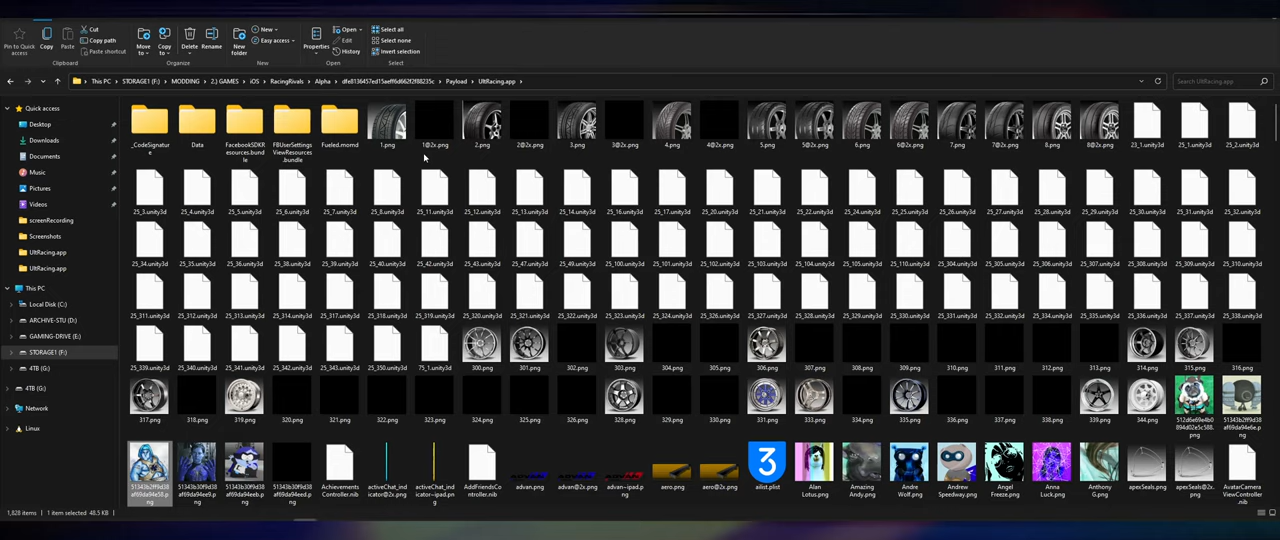 Pin to Quick access
Copy
Paste
Cut
Copy path
Paste shortcut
Move to
Copy to
Delete
Rename
New folder
New
Easy access
Properties
Open
Edit
History
Select all
Select none
Invert selection
Organize
New
Open
Select
This PC
STORAGE1 (F:)
MODDING
2.) GAMES
iOS
RacingRivals
Alpha
Payload
UltRacing.app
Search UltRacing.app
Quick access
Desktop
Downloads
Documents
Music
Pictures
Videos
screenRecording
Screenshots
UltRacing.app
UltRacing.app
This PC
Local Disk (C:)
ARCHIVE-STU (D:)
GAMING-DRIVE (E:)
STORAGE1 (F:)
4TB (G:)
4TB (G:)
Network
Linux
_CodeSignature Data FacebookSDKResources.bundle FBUserSettingsViewResources.bundle Fueled.momd 1.png 1@2x.png 2.png 2@2x.png 3.png 3@2x.png 4.png 4@2x.png 5.png 5@2x.png 6.png 6@2x.png 7.png 7@2x.png 8.png 8@2x.png 23_1.unity3d 25_1.unity3d 25_2.unity3d
25_3.unity3d 25_4.unity3d 25_5.unity3d 25_6.unity3d 25_7.unity3d 25_8.unity3d 25_11.unity3d 25_12.unity3d 25_13.unity3d 25_14.unity3d 25_16.unity3d 25_17.unity3d 25_20.unity3d 25_21.unity3d 25_22.unity3d 25_24.unity3d 25_25.unity3d 25_26.unity3d 25_27.unity3d 25_28.unity3d 25_29.unity3d 25_30.unity3d 25_31.unity3d 25_32.unity3d
25_34.unity3d 25_35.unity3d 25_36.unity3d 25_38.unity3d 25_39.unity3d 25_40.unity3d 25_42.unity3d 25_43.unity3d 25_47.unity3d 25_49.unity3d 25_100.unity3d 25_101.unity3d 25_102.unity3d 25_103.unity3d 25_104.unity3d 25_105.unity3d 25_110.unity3d 25_303.unity3d 25_305.unity3d 25_306.unity3d 25_307.unity3d 25_308.unity3d 25_309.unity3d 25_310.unity3d
25_311.unity3d 25_312.unity3d 25_313.unity3d 25_314.unity3d 25_317.unity3d 25_318.unity3d 25_319.unity3d 25_320.unity3d 25_321.unity3d 25_322.unity3d 25_323.unity3d 25_324.unity3d 25_326.unity3d 25_327.unity3d 25_328.unity3d 25_329.unity3d 25_330.unity3d 25_331.unity3d 25_333.unity3d 25_334.unity3d 25_335.unity3d 25_336.unity3d 25_337.unity3d 25_338.unity3d
25_339.unity3d 25_340.unity3d 25_341.unity3d 25_342.unity3d 25_343.unity3d 25_350.unity3d 75_1.unity3d 300.png 301.png 302.png 303.png 304.png 305.png 306.png 307.png 308.png 309.png 310.png 311.png 312.png 313.png 314.png 315.png 316.png
317.png 318.png 319.png 320.png 321.png 322.png 323.png 324.png 325.png 326.png 328.png 329.png 330.png 331.png 333.png 334.png 335.png 336.png 337.png 338.png 339.png 344.png
AchievementsController.nib activeChat_indicator@2x.png activeChat_indicator~ipad.png AddFriendsController.nib advan.png advan@2x.png advan~ipad.png aero.png aero@2x.png ailist.plist Alan Lotus.png Amazing Andy.png Andre Wolf.png Andrew Speedway.png Angel Freeze.png Anna Luck.png Anthony G.png apexSeals.png apexSeals@2x.png AvatarCameraViewController.nib
3
1,828 items
1 item selected 48.5 KB